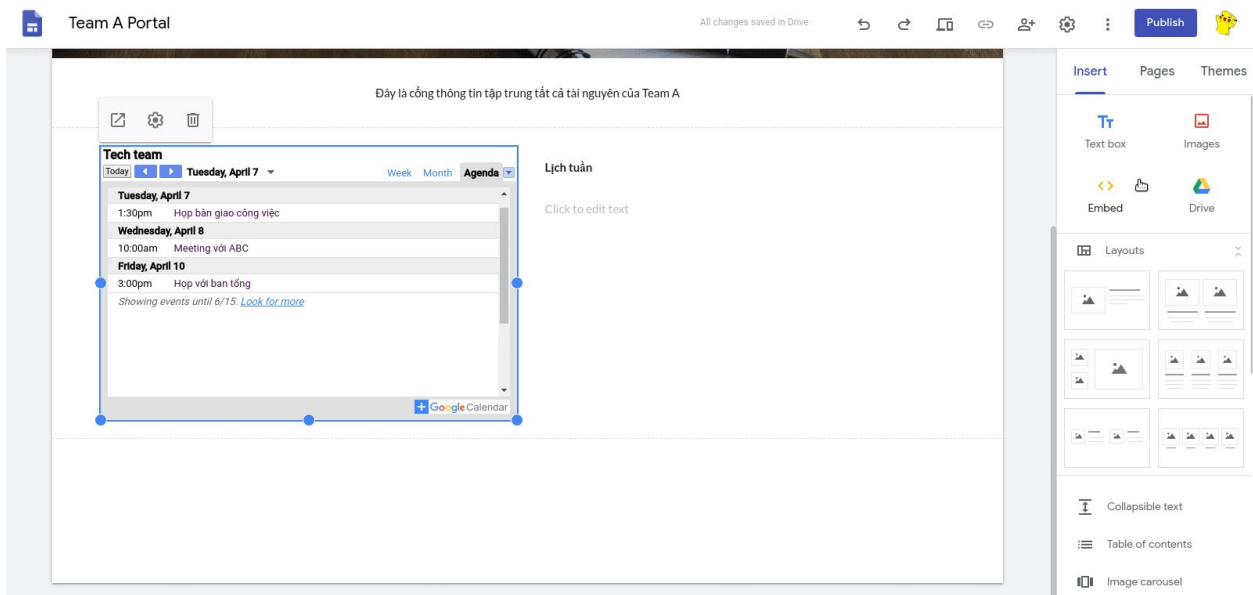 Team A Portal
All changes saved in Drive
Publish
Insert Pages Themes
Đây là cổng thông tin tập trung tất cả tài nguyên của Team A
Tech team
Today Tuesday, April 7 Week Month Agenda
Tuesday, April 7
1:30pm Họp bàn giao công việc
Wednesday, April 8
10:00am Meeting với ABC
Friday, April 10
3:00pm Họp với ban tổng
Showing events until 6/15. Look for more
+ Google Calendar
Lịch tuần
Click to edit text
Tт
Text box Images
<> 
Embed Drive
Layouts
Collapsible text
Table of contents
Image carousel